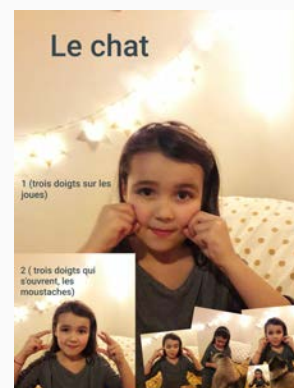 Le chat
1 (trois doigts sur les
joues)
2 ( trois doigts qui
s'ouvrent, les
moustaches)